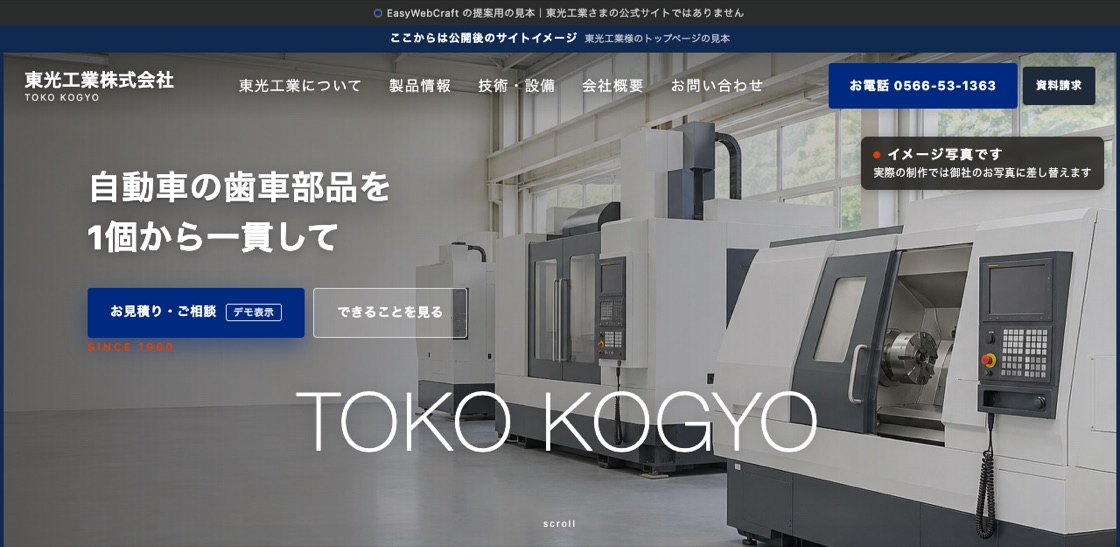 EasyWebCraft の提案用の見本｜東光工業さまの公式サイトではありません
ここからは公開後のサイトイメージ 東光工業様のトップページの見本
東光工業株式会社
TOKO KOGYO
東光工業について 製品情報 技術・設備 会社概要 お問い合わせ
お電話 0566-53-1363
資料請求
イメージ写真です
実際の制作では御社のお写真に差し替えます
自動車の歯車部品を
1個から一貫して
お見積り・ご相談 デモ表示
できることを見る
SINCE 1960
TOKO KOGYO
scroll